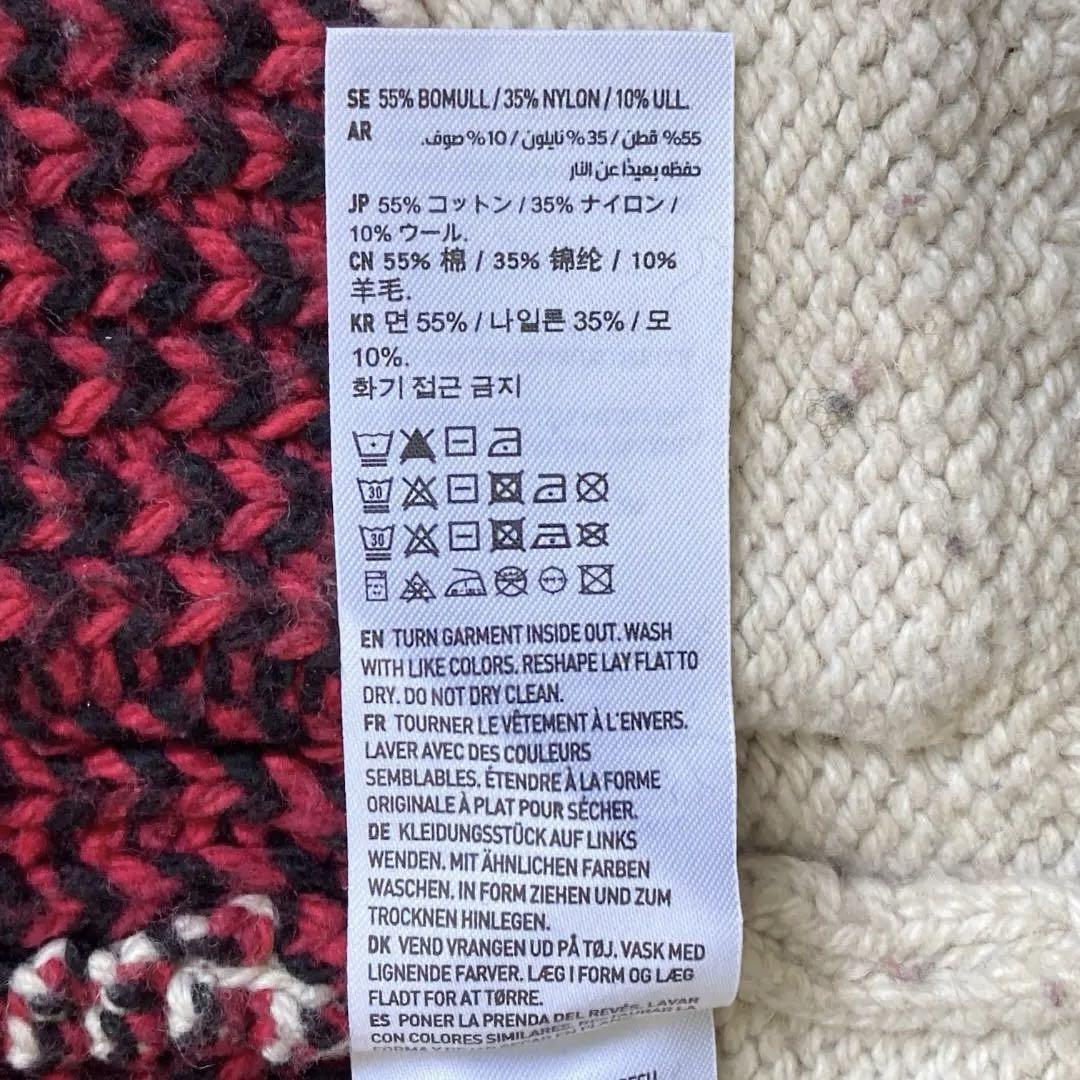 SE 55% BOMULL / 35% NYLON / 10% ULL.
AR 55% قطن / 35% نايلون / 10% صوف.
حفظه بعيدًا عن النار
JP 55% コットン / 35% ナイロン /
10% ウール.
CN 55% 棉 / 35% 锦纶 / 10%
羊毛.
KR 면 55% / 나일론 35% / 모
10%.
화기 접근 금지
30
30
EN TURN GARMENT INSIDE OUT. WASH
WITH LIKE COLORS. RESHAPE LAY FLAT TO
DRY. DO NOT DRY CLEAN.
FR TOURNER LE VÊTEMENT À L'ENVERS.
LAVER AVEC DES COULEURS
SEMBLABLES. ÉTENDRE À LA FORME
ORIGINALE À PLAT POUR SÉCHER.
DE KLEIDUNGSSTÜCK AUF LINKS
WENDEN. MIT ÄHNLICHEN FARBEN
WASCHEN. IN FORM ZIEHEN UND ZUM
TROCKNEN HINLEGEN.
DK VEND VRANGEN UD PÅ TØJ. VASK MED
LIGNENDE FARVER. LÆG I FORM OG LÆG
FLADT FOR AT TØRRE.
ES PONER LA PRENDA DEL REVÉS. LAVAR
CON COLORES SIMILARES. RESTAURAR LA